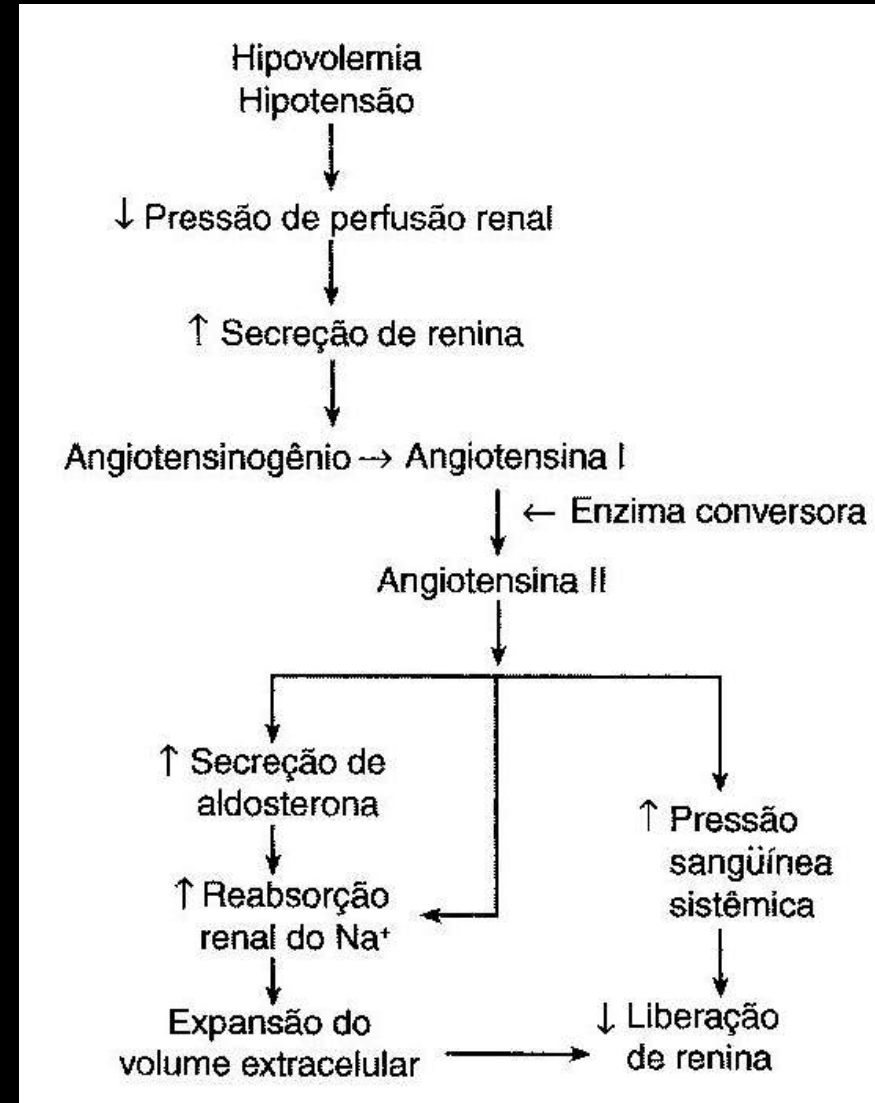 Hipovolemia
Hipotensão
↓ Pressão de perfusão renal
↑ Secreção de renina
Angiotensinogênio → Angiotensina I
← Enzima conversora
Angiotensina II
↑ Secreção de
aldosterona
↑ Reabsorção
renal do Na⁺
Expansão do
volume extracelular
↑ Pressão
sangüínea
sistêmica
↓ Liberação
de renina